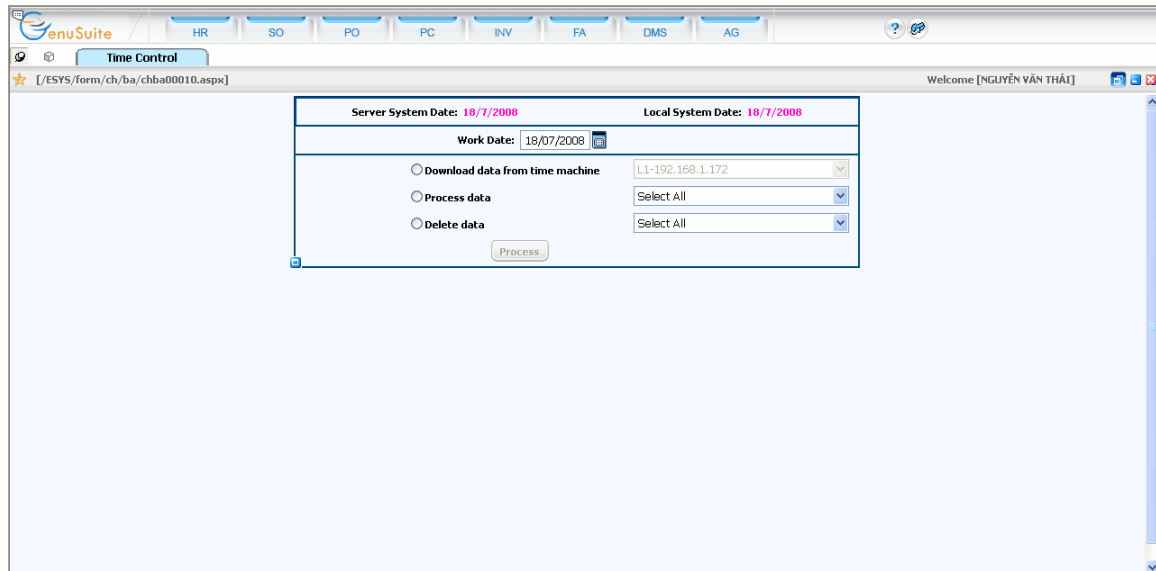 GenuSuite HR SO PO PC INV FA DMS AG ?
Time Control
[/ESYS/form/ch/ba/chba00010.aspx] Welcome [NGUYỄN VĂN THÁI]
Server System Date: 18/7/2008 Local System Date: 18/7/2008
Work Date: 18/07/2008
Download data from time machine L1-192.168.1.172
Process data Select All
Delete data Select All
Process